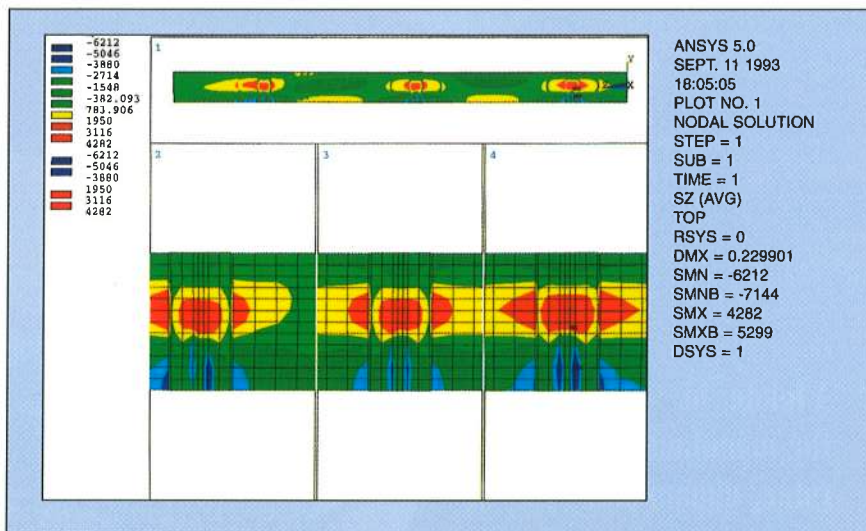 -6212
-5046
-3880
-2714
-1548
-382.093
783.906
1950
3116
4282
-6212
-5046
-3880
1950
3116
4282
1
Y
Z X
2
3
4
ANSYS 5.0
SEPT. 11 1993
18:05:05
PLOT NO. 1
NODAL SOLUTION
STEP = 1
SUB = 1
TIME = 1
SZ (AVG)
TOP
RSYS = 0
DMX = 0.229901
SMN = -6212
SMNB = -7144
SMX = 4282
SMXB = 5299
DSYS = 1